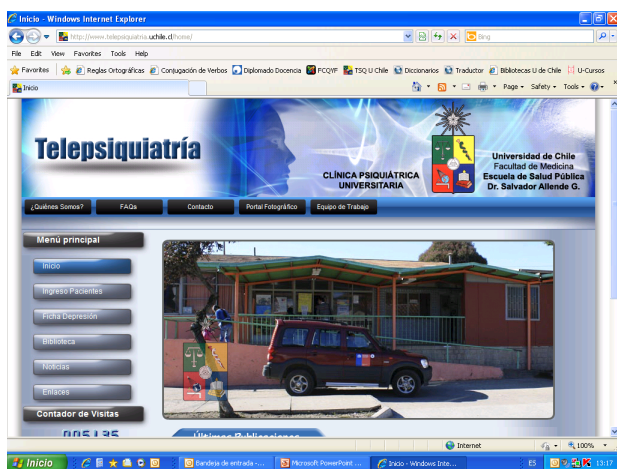 Inicio - Windows Internet Explorer
http://www.telepsiquiatria.uchile.cl/home/
Bing
File Edit View Favorites Tools Help
Favorites Reglas Ortográficas Conjugación de Verbos Diplomado Docencia FCQYF TSQ U Chile Diccionarios Traductor Bibliotecas U de Chile U-Cursos
Inicio
Page Safety Tools
Telepsiquiatría
CLÍNICA PSIQUIÁTRICA
UNIVERSITARIA
Universidad de Chile
Facultad de Medicina
Escuela de Salud Pública
Dr. Salvador Allende G.
¿Quiénes Somos? FAQs Contacto Portal Fotográfico Equipo de Trabajo
Menú principal
Inicio
Ingreso Pacientes
Ficha Depresión
Biblioteca
Noticias
Enlaces
Contador de Visitas
005135
Últimas Publicaciones
Internet
100%
Inicio
Bandeja de entrada -...
Microsoft PowerPoint ...
Inicio - Windows Inte...
ES
13:17